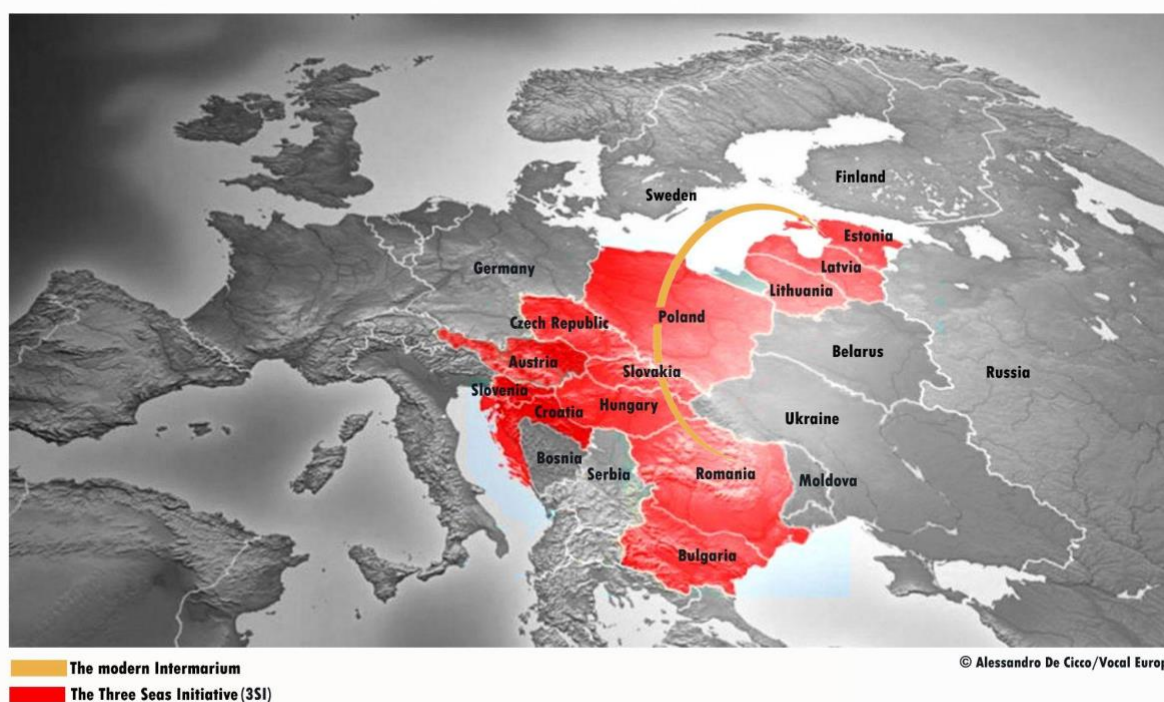 Finland
Sweden
Estonia
Germany
Latvia
Lithuania
Poland
Czech Republic
Belarus
Austria
Slovakia
Russia
Slovenia
Hungary
Croatia
Ukraine
Bosnia
Serbia
Romania
Moldova
Bulgaria
The modern Intermarium
© Alessandro De Cicco/Vocal Europ
The Three Seas Initiative (3SI)